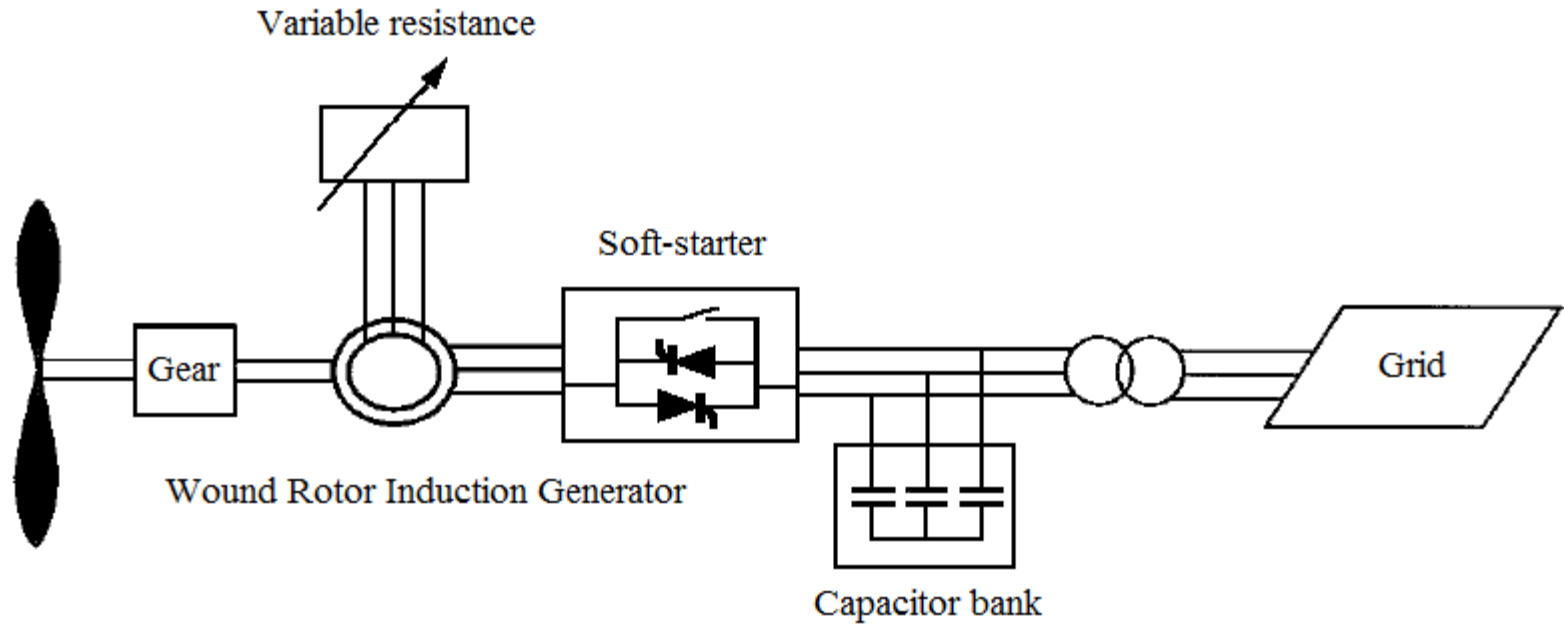 Variable resistance
Soft-starter
Gear
Grid
Wound Rotor Induction Generator
Capacitor bank